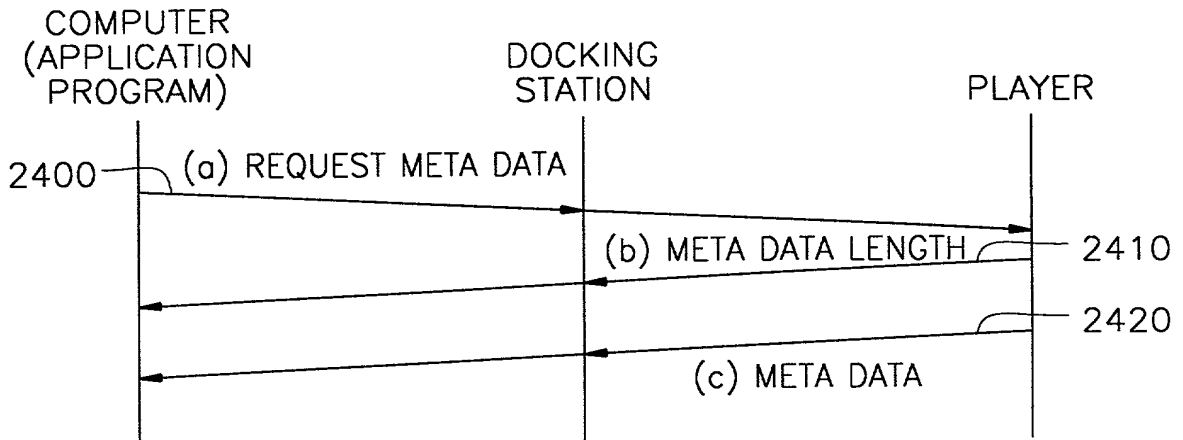 COMPUTER
(APPLICATION
PROGRAM)
DOCKING
STATION
PLAYER
2400
(a) REQUEST META DATA
(b) META DATA LENGTH
2410
2420
(c) META DATA